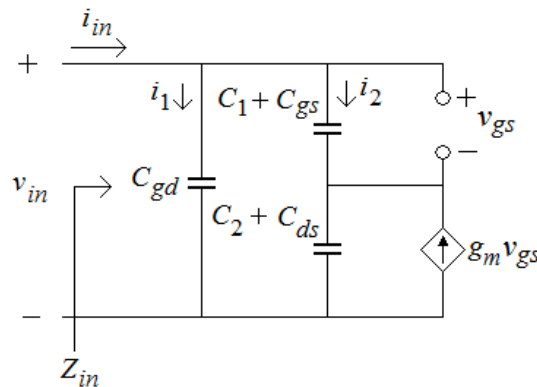 i_in
+
i_1
C_1 + C_gs
i_2
+
v_gs
−
v_in
C_gd
C_2 + C_ds
g_m v_gs
−
Z_in